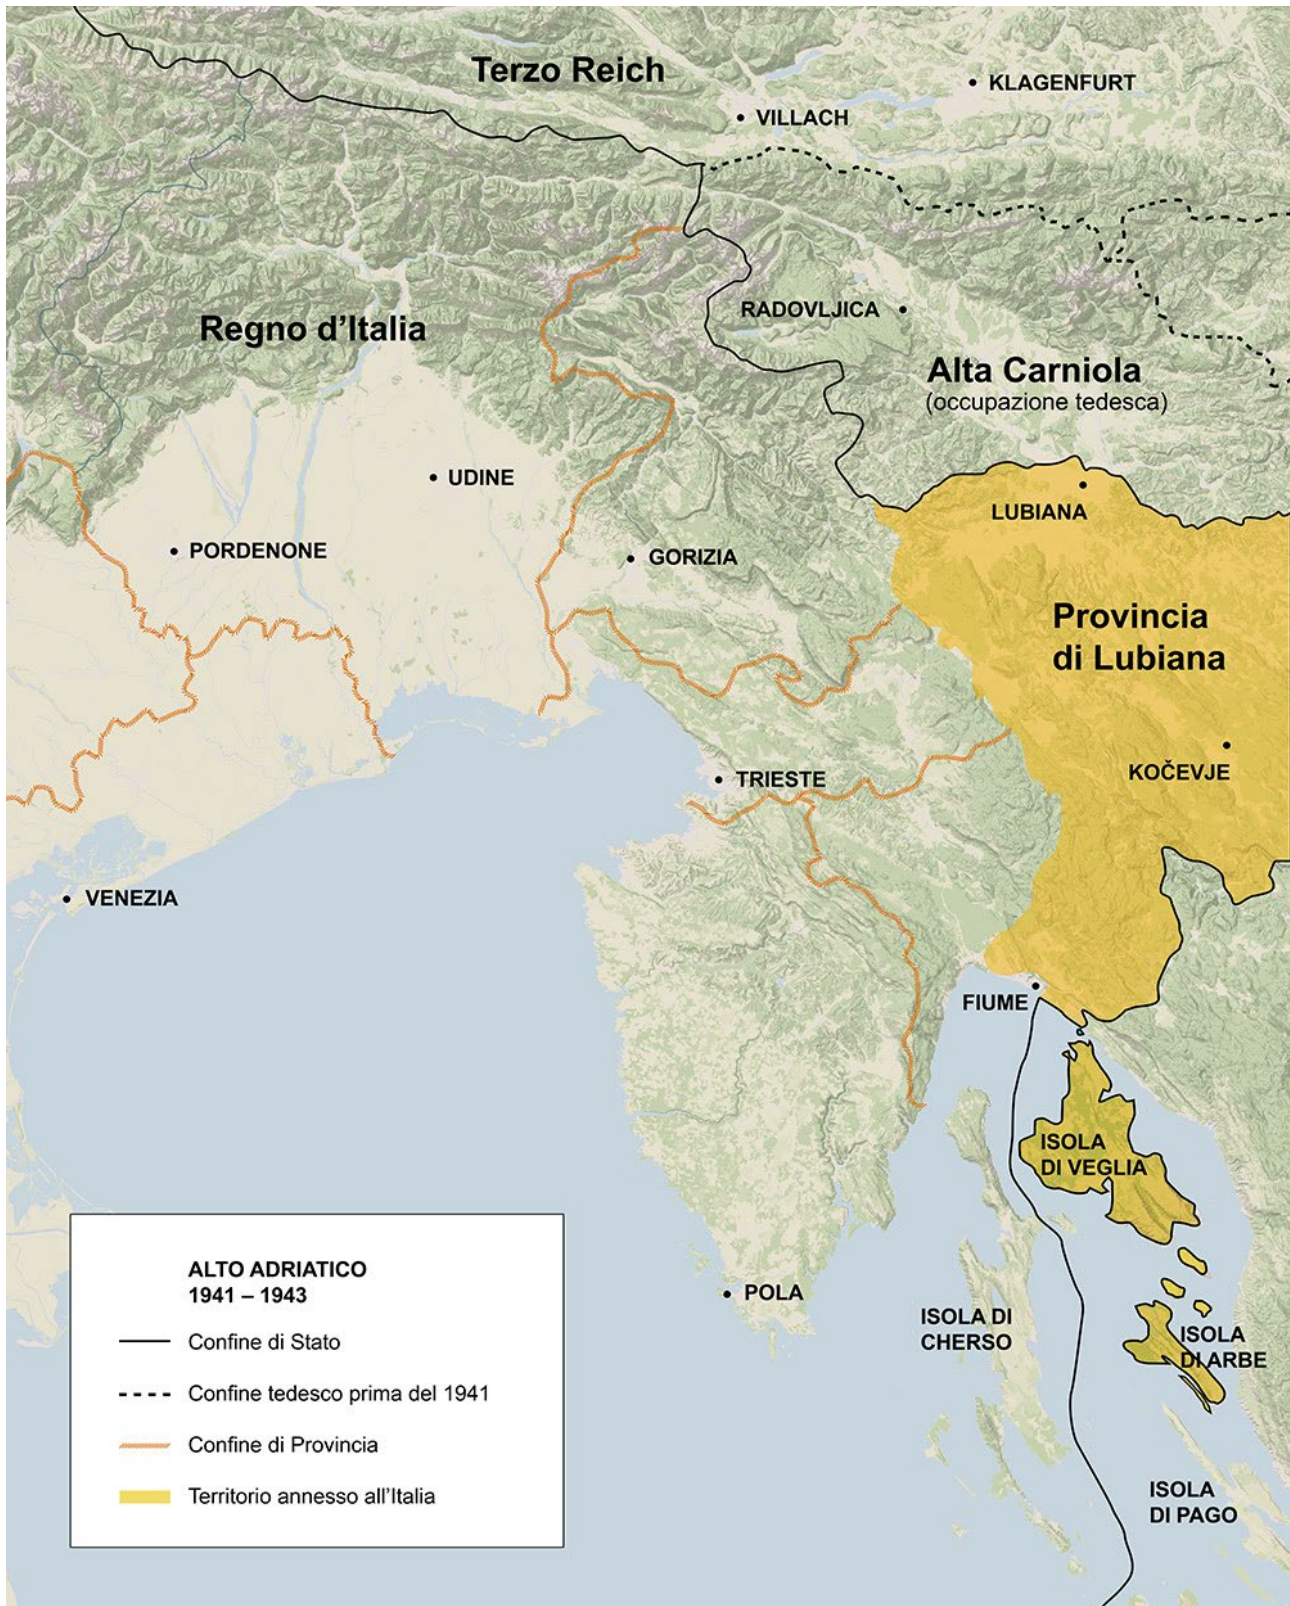 Terzo Reich
KLAGENFURT
VILLACH
RADOVLJICA
Regno d’Italia
Alta Carniola
(occupazione tedesca)
UDINE
LUBIANA
PORDENONE
GORIZIA
Provincia
di Lubiana
TRIESTE
KOČEVJE
VENEZIA
FIUME
ISOLA
DI VEGLIA
POLA
ISOLA DI
CHERSO
ISOLA
DI ARBE
ISOLA
DI PAGO
ALTO ADRIATICO
1941 – 1943
Confine di Stato
Confine tedesco prima del 1941
Confine di Provincia
Territorio annesso all’Italia